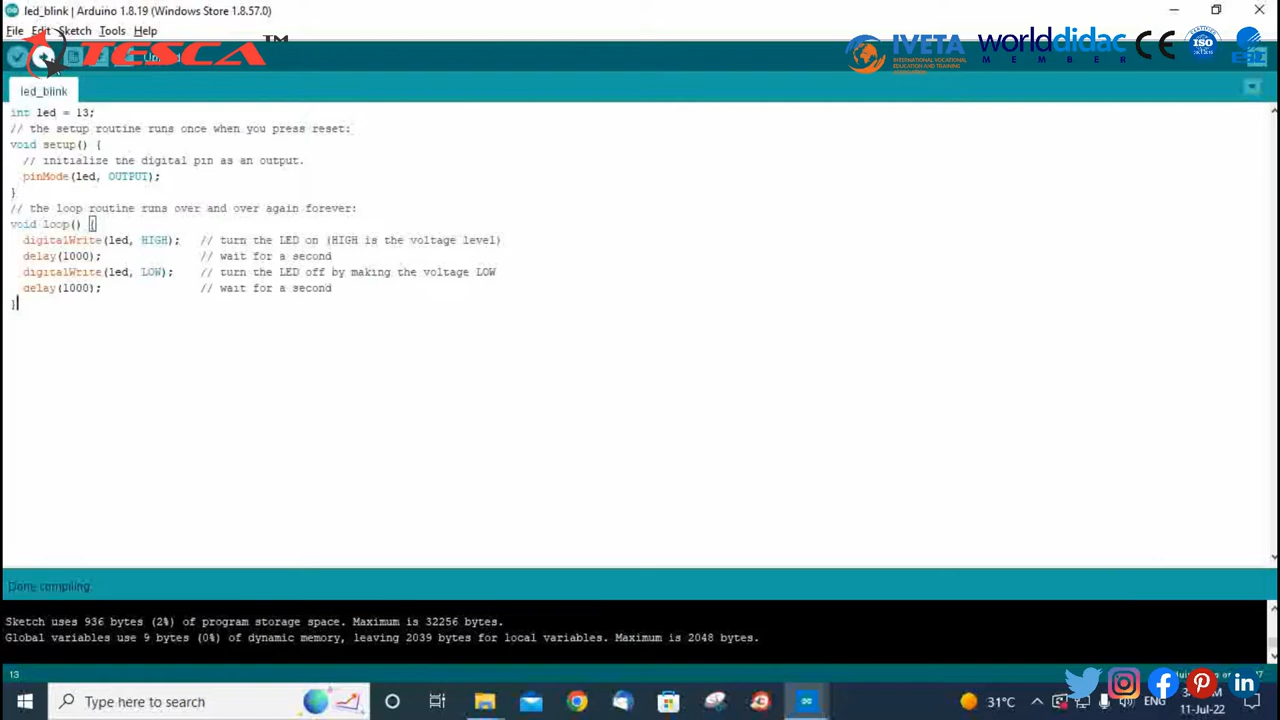 led_blink | Arduino 1.8.19 (Windows Store 1.8.57.0)
File Edit Sketch Tools Help
TESCA TM
IVETA
INTERNATIONAL VOCATIONAL
EDUCATION AND TRAINING
worlddidac
MEMBER
CE
ISO
led_blink
int led = 13;
// the setup routine runs once when you press reset:
void setup() {
// initialize the digital pin as an output.
pinMode(led, OUTPUT);
}
// the loop routine runs over and over again forever:
void loop() {
digitalWrite(led, HIGH); // turn the LED on (HIGH is the voltage level)
delay(1000); // wait for a second
digitalWrite(led, LOW); // turn the LED off by making the voltage LOW
delay(1000); // wait for a second
}
Done compiling.
Sketch uses 936 bytes (2%) of program storage space. Maximum is 32256 bytes.
Global variables use 9 bytes (0%) of dynamic memory, leaving 2039 bytes for local variables. Maximum is 2048 bytes.
13
Type here to search
31°C
ENG
11-Jul-22